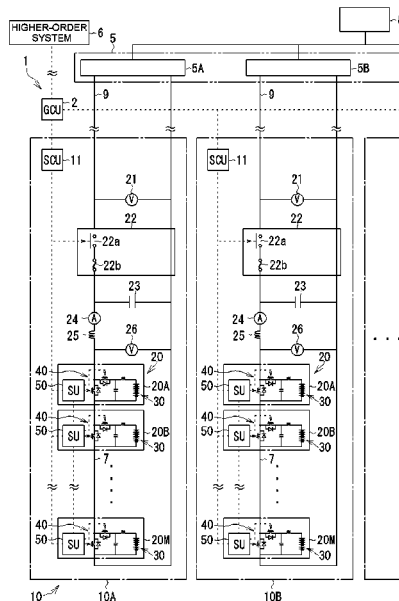 HIGHER-ORDER
SYSTEM
6
5
1
5A
5B
9
9
GCU
2
SCU
11
SCU
11
21
V
21
V
22
22
22a
22a
22b
22b
23
23
24
A
24
A
25
26
25
26
V
V
20
20
40
20A
40
20A
50
SU
30
50
SU
30
40
20B
40
20B
50
SU
30
50
SU
30
7
7
40
20M
40
20M
50
SU
30
50
SU
30
10
10A
10B